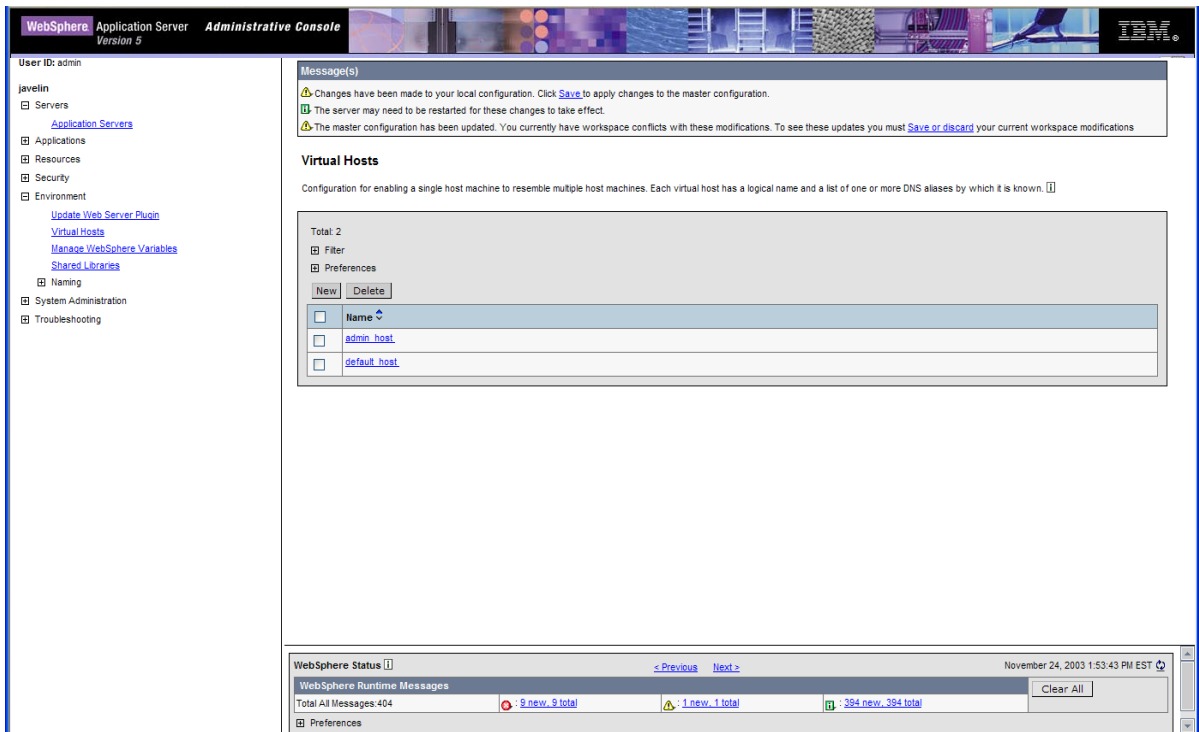 WebSphere Application Server Administrative Console
Version 5
IBM®
User ID: admin
javelin
Servers
Application Servers
Applications
Resources
Security
Environment
Update Web Server Plugin
Virtual Hosts
Manage WebSphere Variables
Shared Libraries
Naming
System Administration
Troubleshooting
Message(s)
Changes have been made to your local configuration. Click Save to apply changes to the master configuration.
The server may need to be restarted for these changes to take effect.
The master configuration has been updated. You currently have workspace conflicts with these modifications. To see these updates you must Save or discard your current workspace modifications
Virtual Hosts
Configuration for enabling a single host machine to resemble multiple host machines. Each virtual host has a logical name and a list of one or more DNS aliases by which it is known. i
Total: 2
Filter
Preferences
New Delete
Name
admin_host
default_host
WebSphere Status i < Previous Next > November 24, 2003 1:53:43 PM EST
WebSphere Runtime Messages Clear All
Total All Messages:404 : 9 new, 9 total : 1 new, 1 total : 394 new, 394 total
Preferences